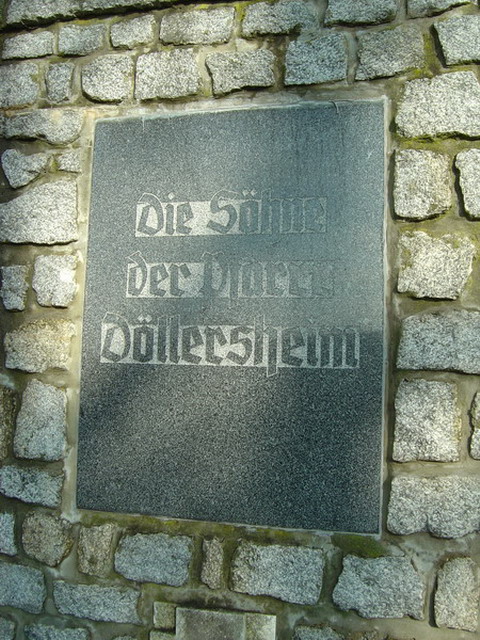 Die Söhne
der Pfarre
Döllersheim